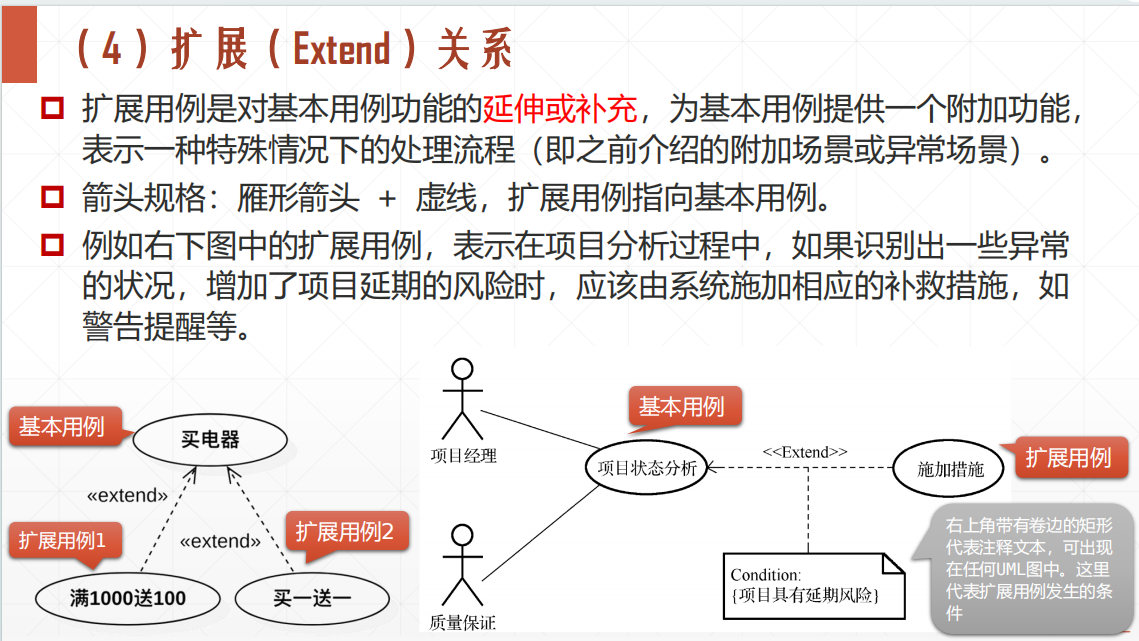 （4）扩展（Extend）关系
扩展用例是对基本用例功能的延伸或补充，为基本用例提供一个附加功能，
表示一种特殊情况下的处理流程（即之前介绍的附加场景或异常场景）。
箭头规格：雁形箭头 + 虚线，扩展用例指向基本用例。
例如右下图中的扩展用例，表示在项目分析过程中，如果识别出一些异常
的状况，增加了项目延期的风险时，应该由系统施加相应的补救措施，如
警告提醒等。
基本用例
买电器
«extend»
扩展用例1
«extend»
扩展用例2
满1000送100
买一送一
项目经理
基本用例
项目状态分析
<<Extend>>
施加措施
扩展用例
质量保证
Condition:
{项目具有延期风险}
右上角带有卷边的矩形
代表注释文本，可出现
在任何UML图中。这里
代表扩展用例发生的条
件